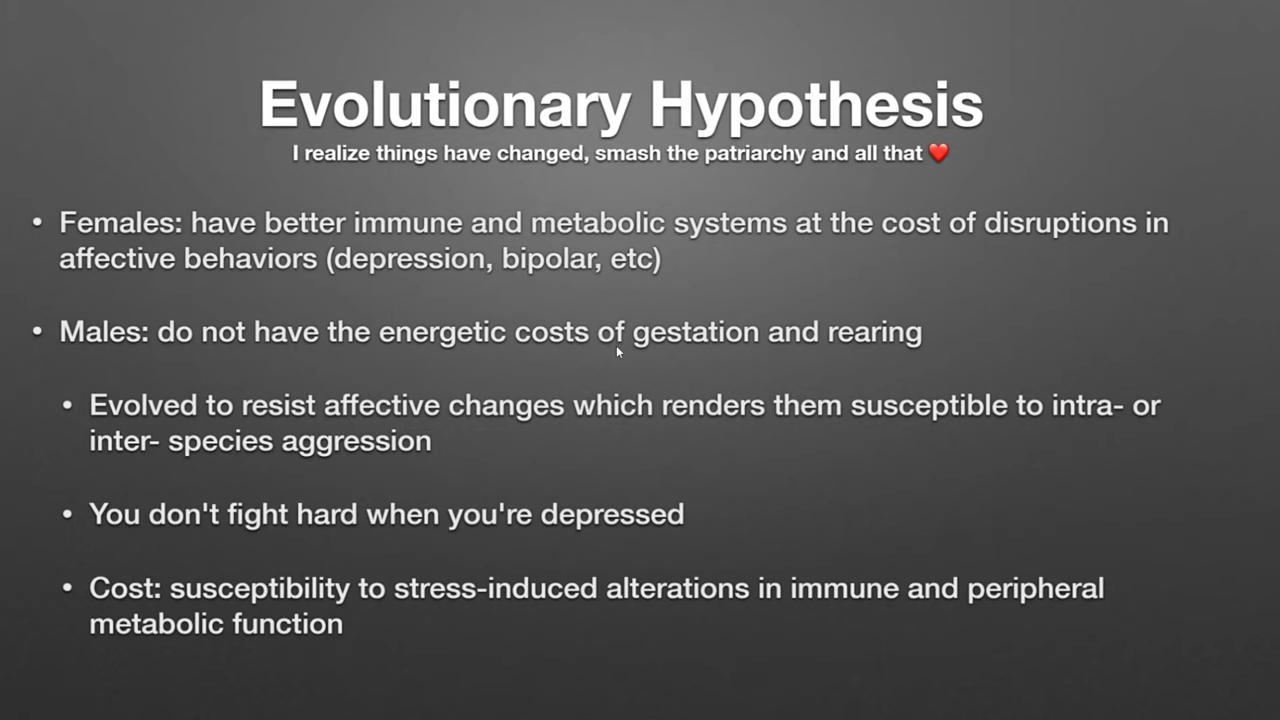 Evolutionary Hypothesis
I realize things have changed, smash the patriarchy and all that ❤️
• Females: have better immune and metabolic systems at the cost of disruptions in
affective behaviors (depression, bipolar, etc)
• Males: do not have the energetic costs of gestation and rearing
• Evolved to resist affective changes which renders them susceptible to intra- or
inter- species aggression
• You don't fight hard when you're depressed
• Cost: susceptibility to stress-induced alterations in immune and peripheral
metabolic function